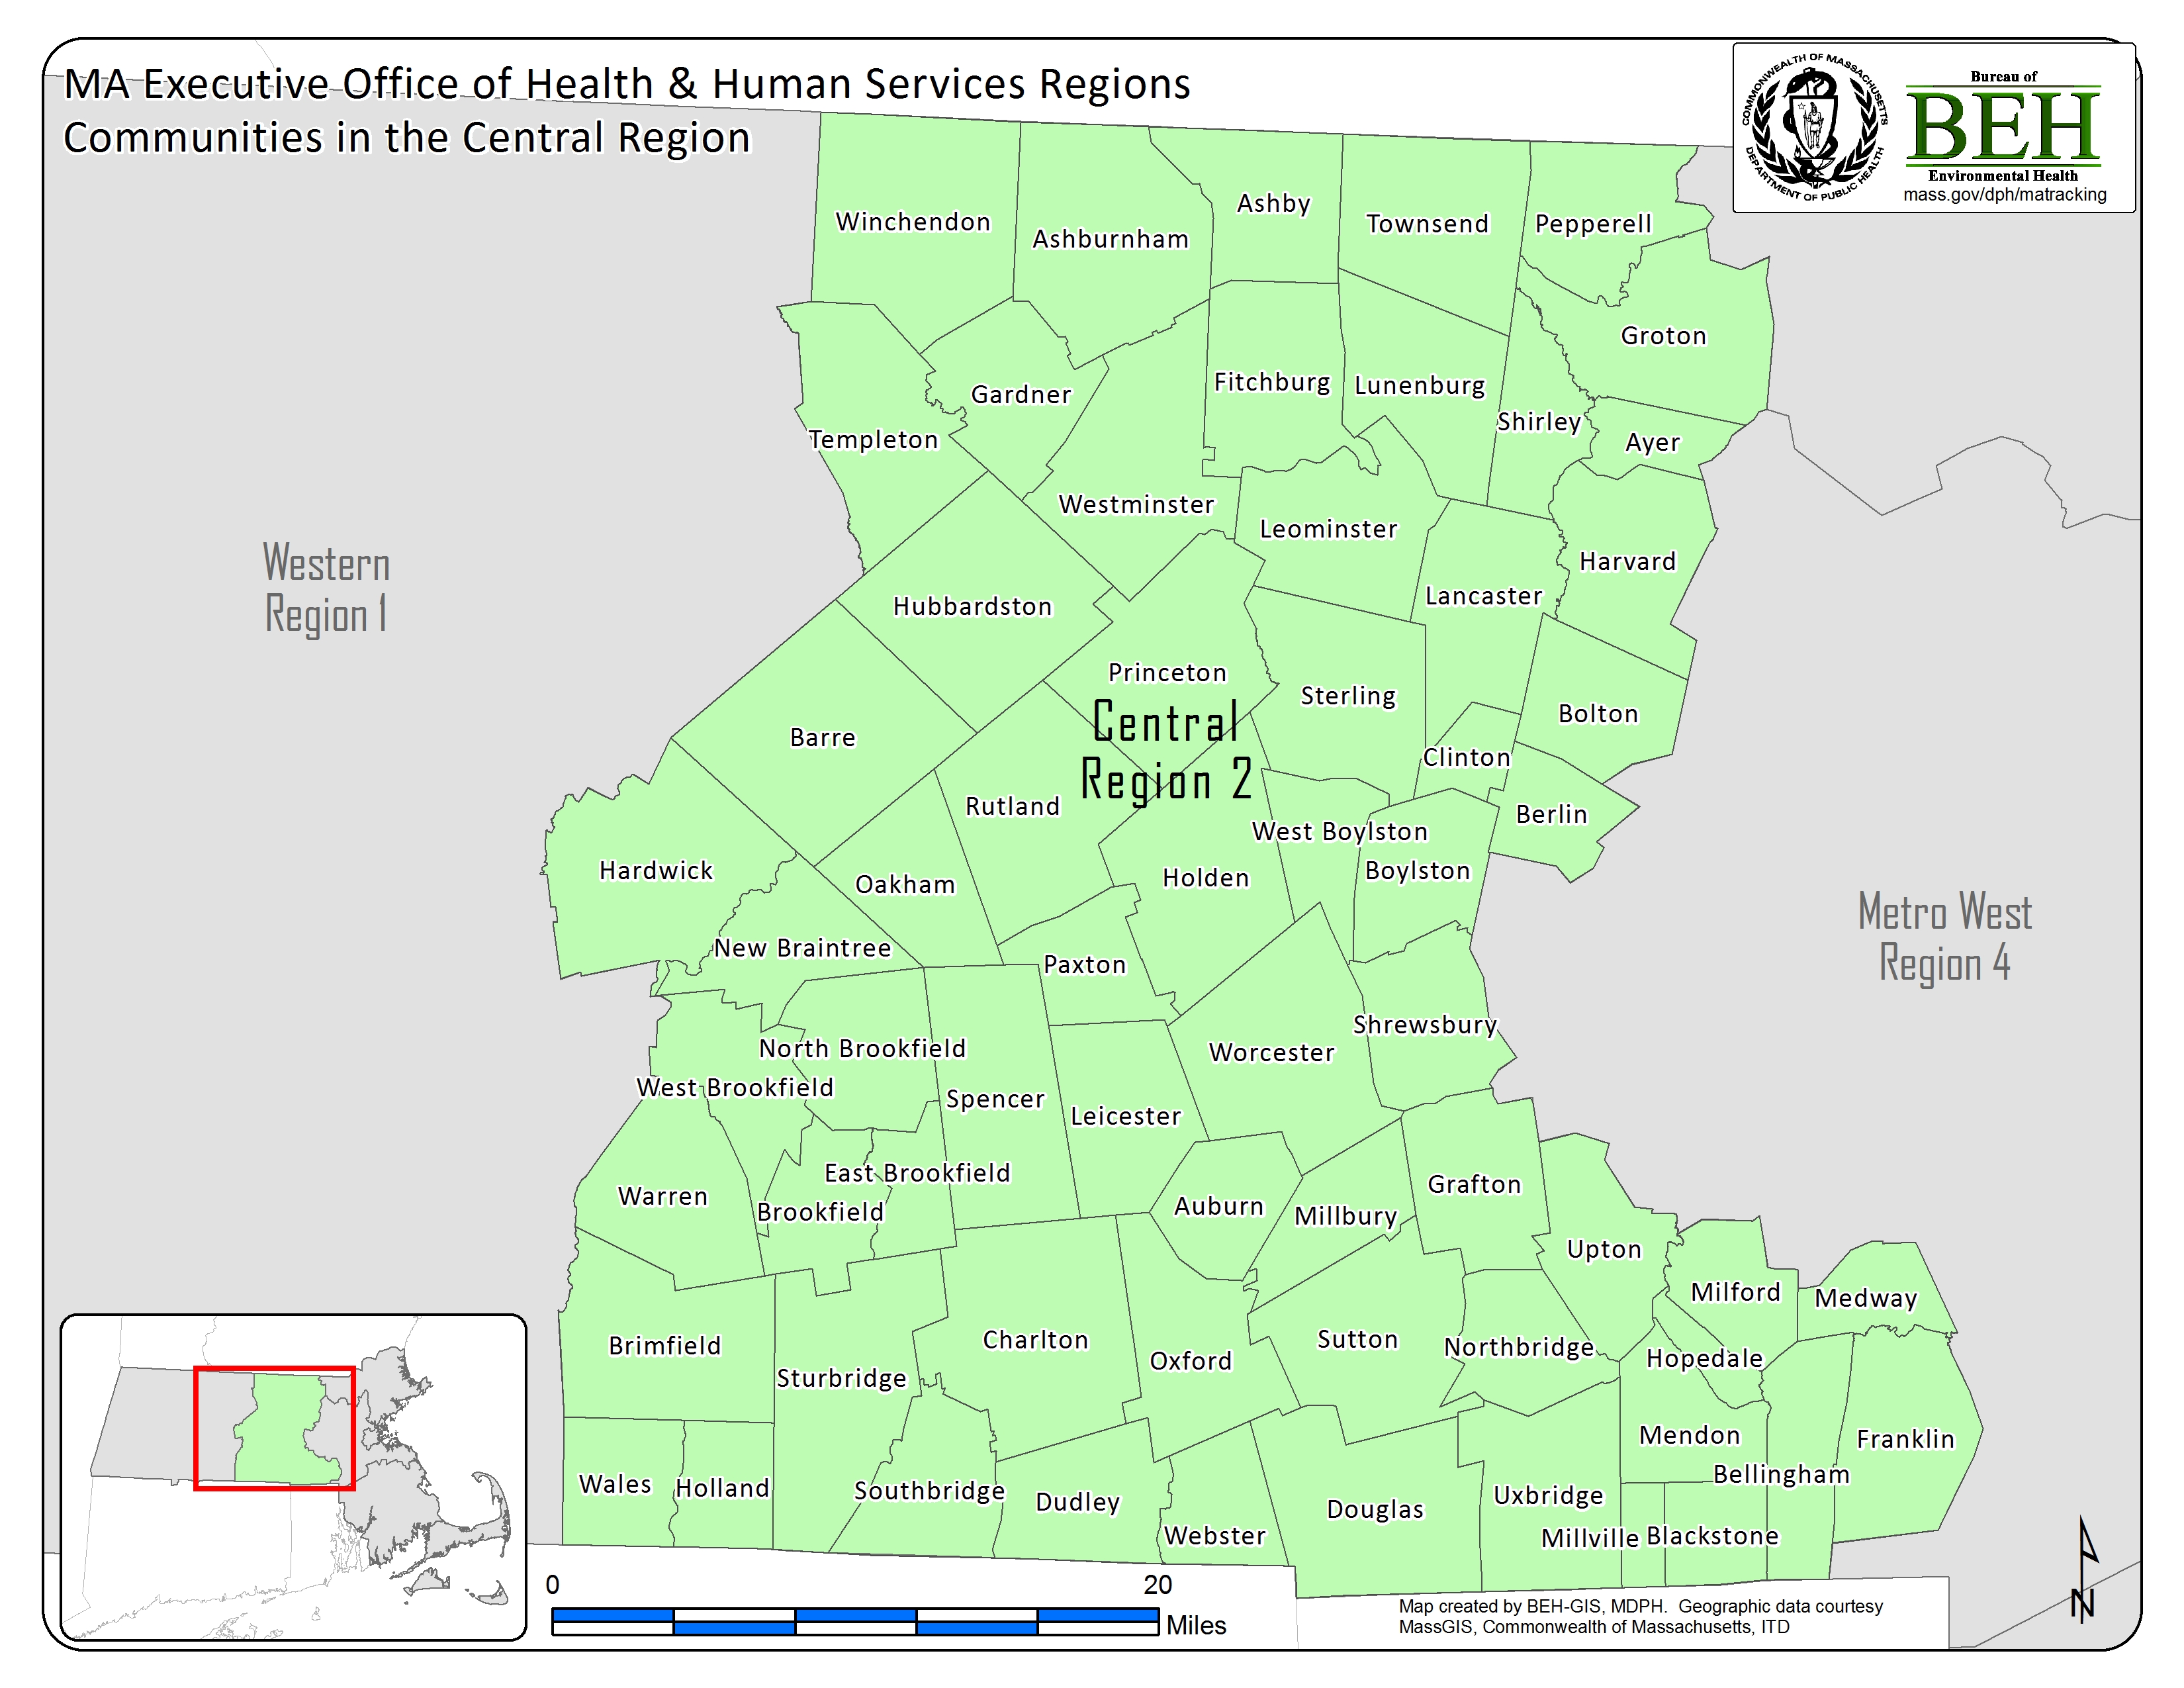 MA Executive Office of Health & Human Services Regions
Communities in the Central Region
COMMONWEALTH OF MASSACHUSETTS
DEPARTMENT OF PUBLIC HEALTH
Bureau of
BEH
Environmental Health
mass.gov/dph/matracking
Winchendon
Ashburnham
Ashby
Townsend
Pepperell
Groton
Gardner
Fitchburg
Lunenburg
Shirley
Templeton
Ayer
Westminster
Leominster
Harvard
Western
Region 1
Hubbardston
Lancaster
Princeton
Sterling
Bolton
Central
Region 2
Barre
Clinton
Rutland
Berlin
West Boylston
Hardwick
Oakham
Holden
Boylston
Metro West
Region 4
New Braintree
Paxton
Shrewsbury
North Brookfield
Worcester
West Brookfield
Spencer
Leicester
East Brookfield
Warren
Brookfield
Auburn
Millbury
Grafton
Upton
Milford
Medway
Brimfield
Charlton
Sutton
Northbridge
Hopedale
Sturbridge
Oxford
Mendon
Franklin
Bellingham
Wales
Holland
Southbridge
Dudley
Douglas
Uxbridge
Webster
Millville
Blackstone
0
20
Miles
Map created by BEH-GIS, MDPH. Geographic data courtesy
MassGIS, Commonwealth of Massachusetts, ITD
N